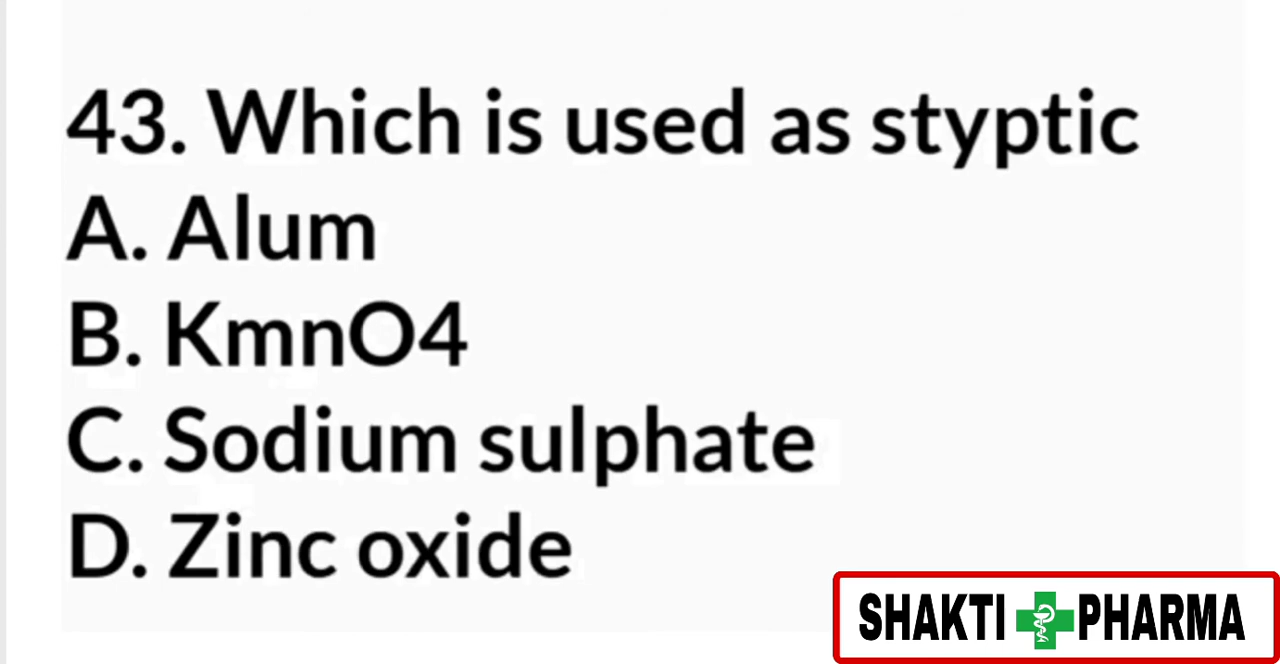 43. Which is used as styptic
A. Alum
B. KmnO4
C. Sodium sulphate
D. Zinc oxide
SHAKTI PHARMA